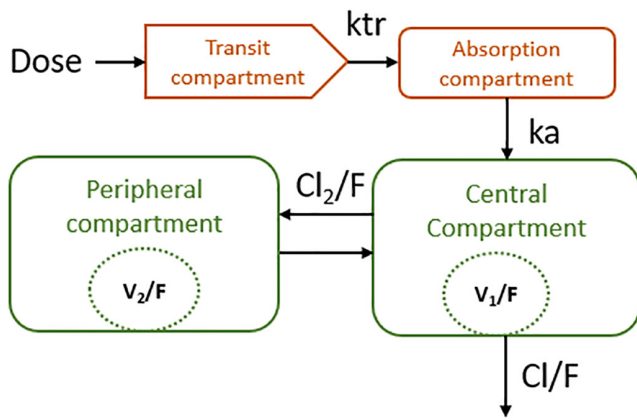 Dose
Transit
compartment
ktr
Absorption
compartment
ka
Peripheral
compartment
V₂/F
Cl₂/F
Central
Compartment
V₁/F
Cl/F